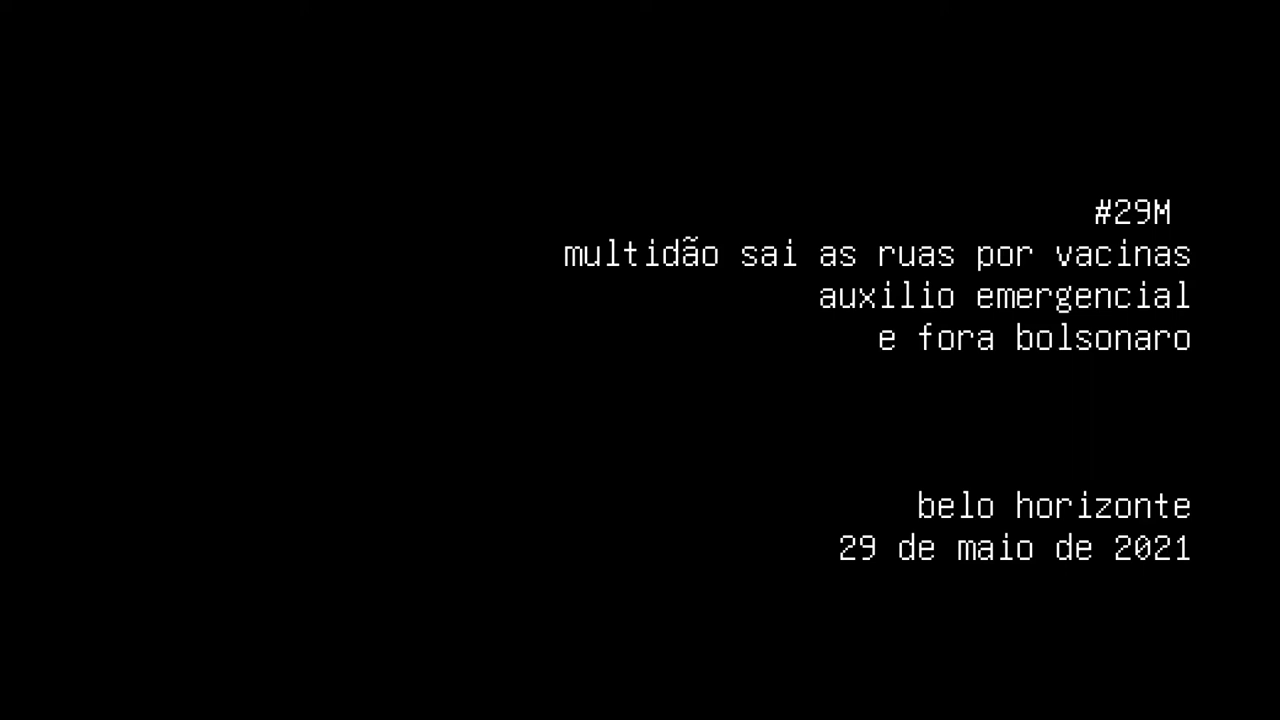 #29M
multidão sai as ruas por vacinas
auxilio emergencial
e fora bolsonaro
belo horizonte
29 de maio de 2021